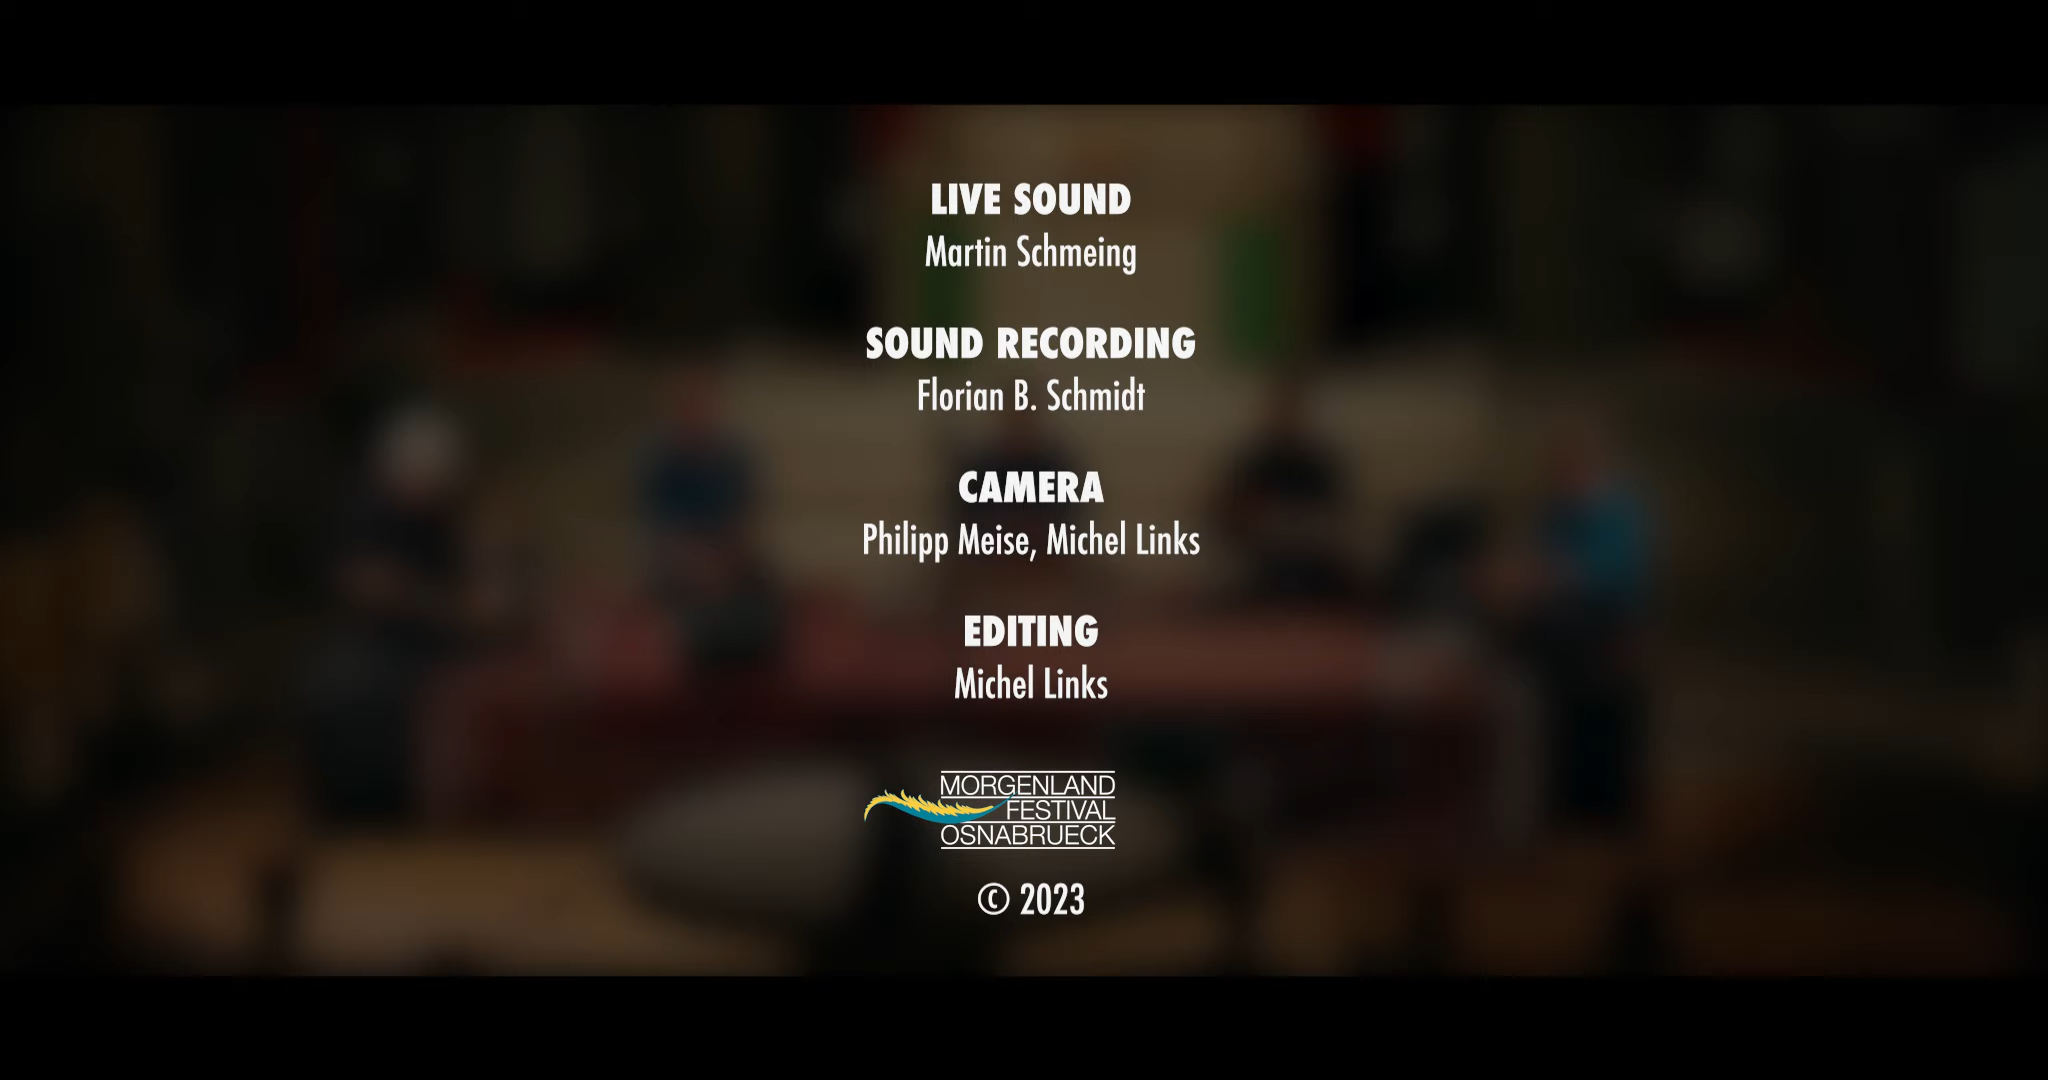 LIVE SOUND
Martin Schmeing
SOUND RECORDING
Florian B. Schmidt
CAMERA
Philipp Meise, Michel Links
EDITING
Michel Links
MORGENLAND
FESTIVAL
OSNABRUECK
© 2023